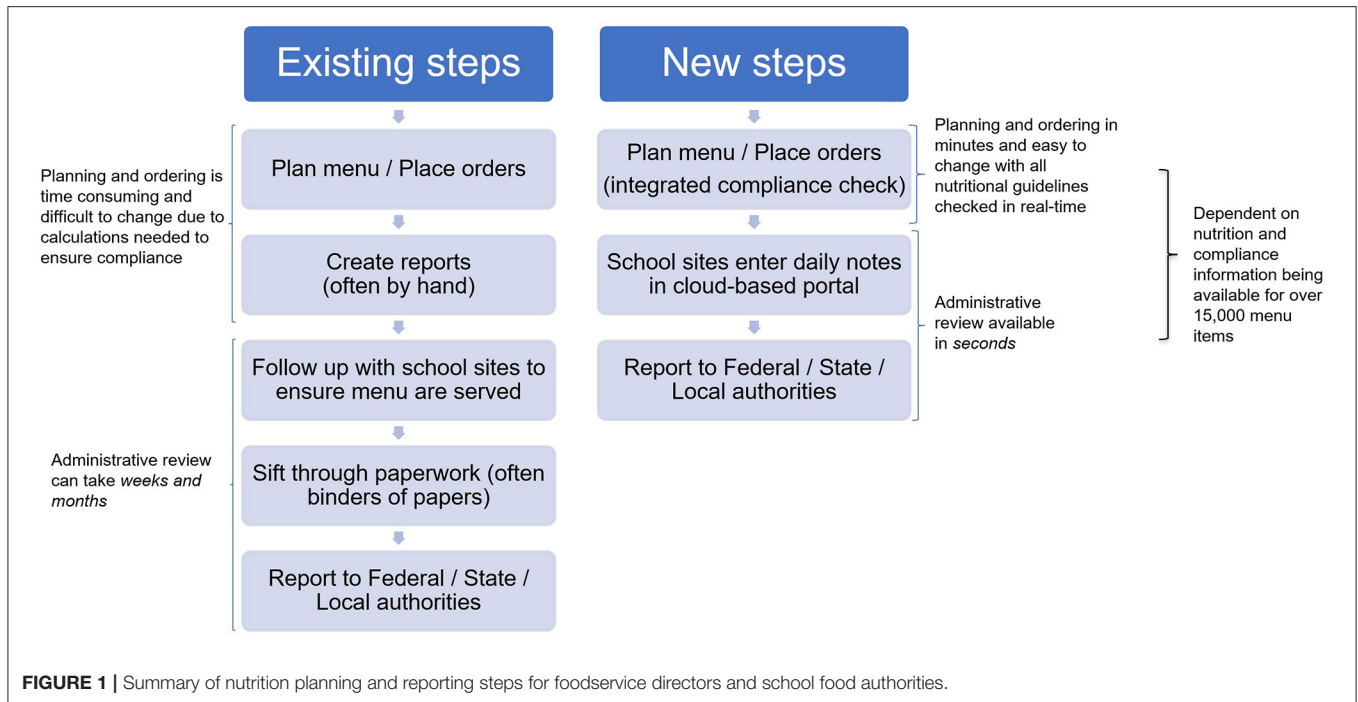 Existing steps
Plan menu / Place orders
Create reports
(often by hand)
Follow up with school sites to
ensure menu are served
Sift through paperwork (often
binders of papers)
Report to Federal / State /
Local authorities
Planning and ordering is
time consuming and
difficult to change due to
calculations needed to
ensure compliance
Administrative review
can take weeks and
months
New steps
Plan menu / Place orders
(integrated compliance check)
School sites enter daily notes
in cloud-based portal
Report to Federal / State /
Local authorities
Planning and ordering in
minutes and easy to
change with all
nutritional guidelines
checked in real-time
Administrative
review available
in seconds
Dependent on
nutrition and
compliance
information being
available for over
15,000 menu
items
FIGURE 1 | Summary of nutrition planning and reporting steps for foodservice directors and school food authorities.